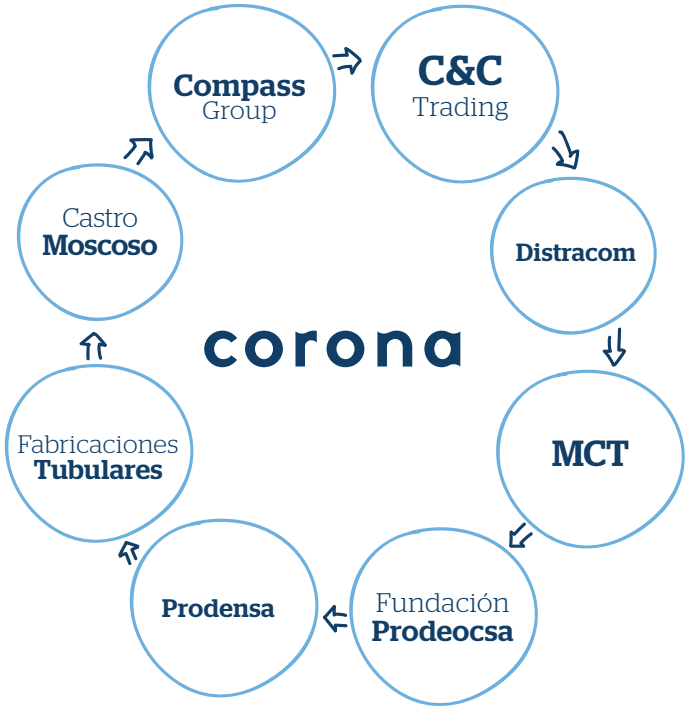 Compass
Group
C&C
Trading
Castro
Moscoso
Distracom
corona
Fabricaciones
Tubulares
MCT
Prodensa
Fundación
Prodeocsa